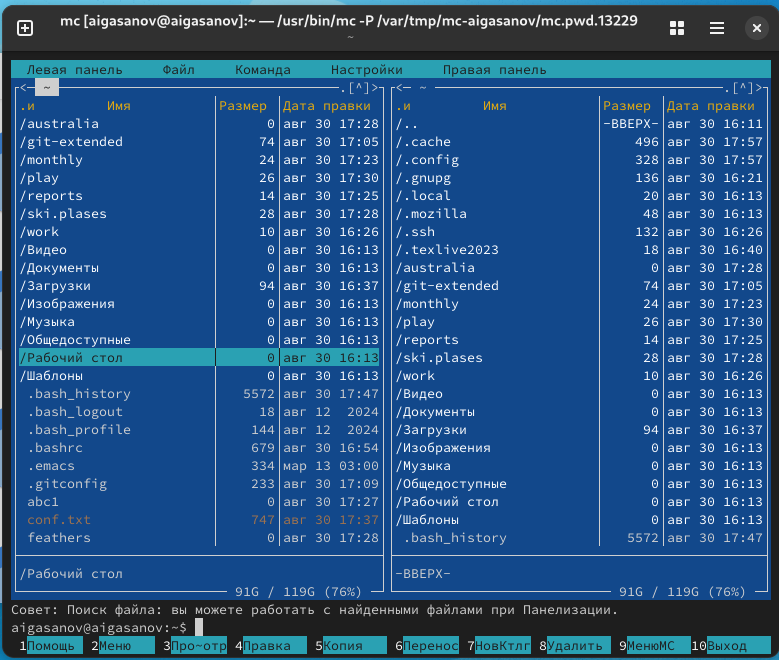 mc [aigasanov@aigasanov]:~ — /usr/bin/mc -P /var/tmp/mc-aigasanov/mc.pwd.13229
~
Левая панель Файл Команда Настройки Правая панель
<─ ~ .[^]>
.и Имя Размер Дата правки
/australia 0 авг 30 17:28
/git-extended 74 авг 30 17:05
/monthly 24 авг 30 17:23
/play 26 авг 30 17:30
/reports 14 авг 30 17:25
/ski.plases 28 авг 30 17:28
/work 10 авг 30 16:26
/Видео 0 авг 30 16:13
/Документы 0 авг 30 16:13
/Загрузки 94 авг 30 16:37
/Изображения 0 авг 30 16:13
/Музыка 0 авг 30 16:13
/Общедоступные 0 авг 30 16:13
/Рабочий стол 0 авг 30 16:13
/Шаблоны 0 авг 30 16:13
.bash_history 5572 авг 30 17:47
.bash_logout 18 авг 12 2024
.bash_profile 144 авг 12 2024
.bashrc 679 авг 30 16:54
.emacs 334 мар 13 03:00
.gitconfig 233 авг 30 17:09
abc1 0 авг 30 17:27
conf.txt 747 авг 30 17:37
feathers 0 авг 30 17:28
/Рабочий стол
91G / 119G (76%)
<─ ~ .[^]>
.и Имя Размер Дата правки
/.. -ВВЕРХ- авг 30 16:11
/.cache 496 авг 30 17:57
/.config 328 авг 30 17:57
/.gnupg 136 авг 30 16:21
/.local 20 авг 30 16:13
/.mozilla 48 авг 30 16:13
/.ssh 132 авг 30 16:26
/.texlive2023 18 авг 30 16:40
/australia 0 авг 30 17:28
/git-extended 74 авг 30 17:05
/monthly 24 авг 30 17:23
/play 26 авг 30 17:30
/reports 14 авг 30 17:25
/ski.plases 28 авг 30 17:28
/work 10 авг 30 16:26
/Видео 0 авг 30 16:13
/Документы 0 авг 30 16:13
/Загрузки 94 авг 30 16:37
/Изображения 0 авг 30 16:13
/Музыка 0 авг 30 16:13
/Общедоступные 0 авг 30 16:13
/Рабочий стол 0 авг 30 16:13
/Шаблоны 0 авг 30 16:13
.bash_history 5572 авг 30 17:47
-ВВЕРХ-
91G / 119G (76%)
Совет: Поиск файла: вы можете работать с найденными файлами при Панелизации.
aigasanov@aigasanov:~$
1Помощь 2Меню 3Про~отр 4Правка 5Копия 6Перенос 7НовКтлг 8Удалить 9МенюMC 10Выход